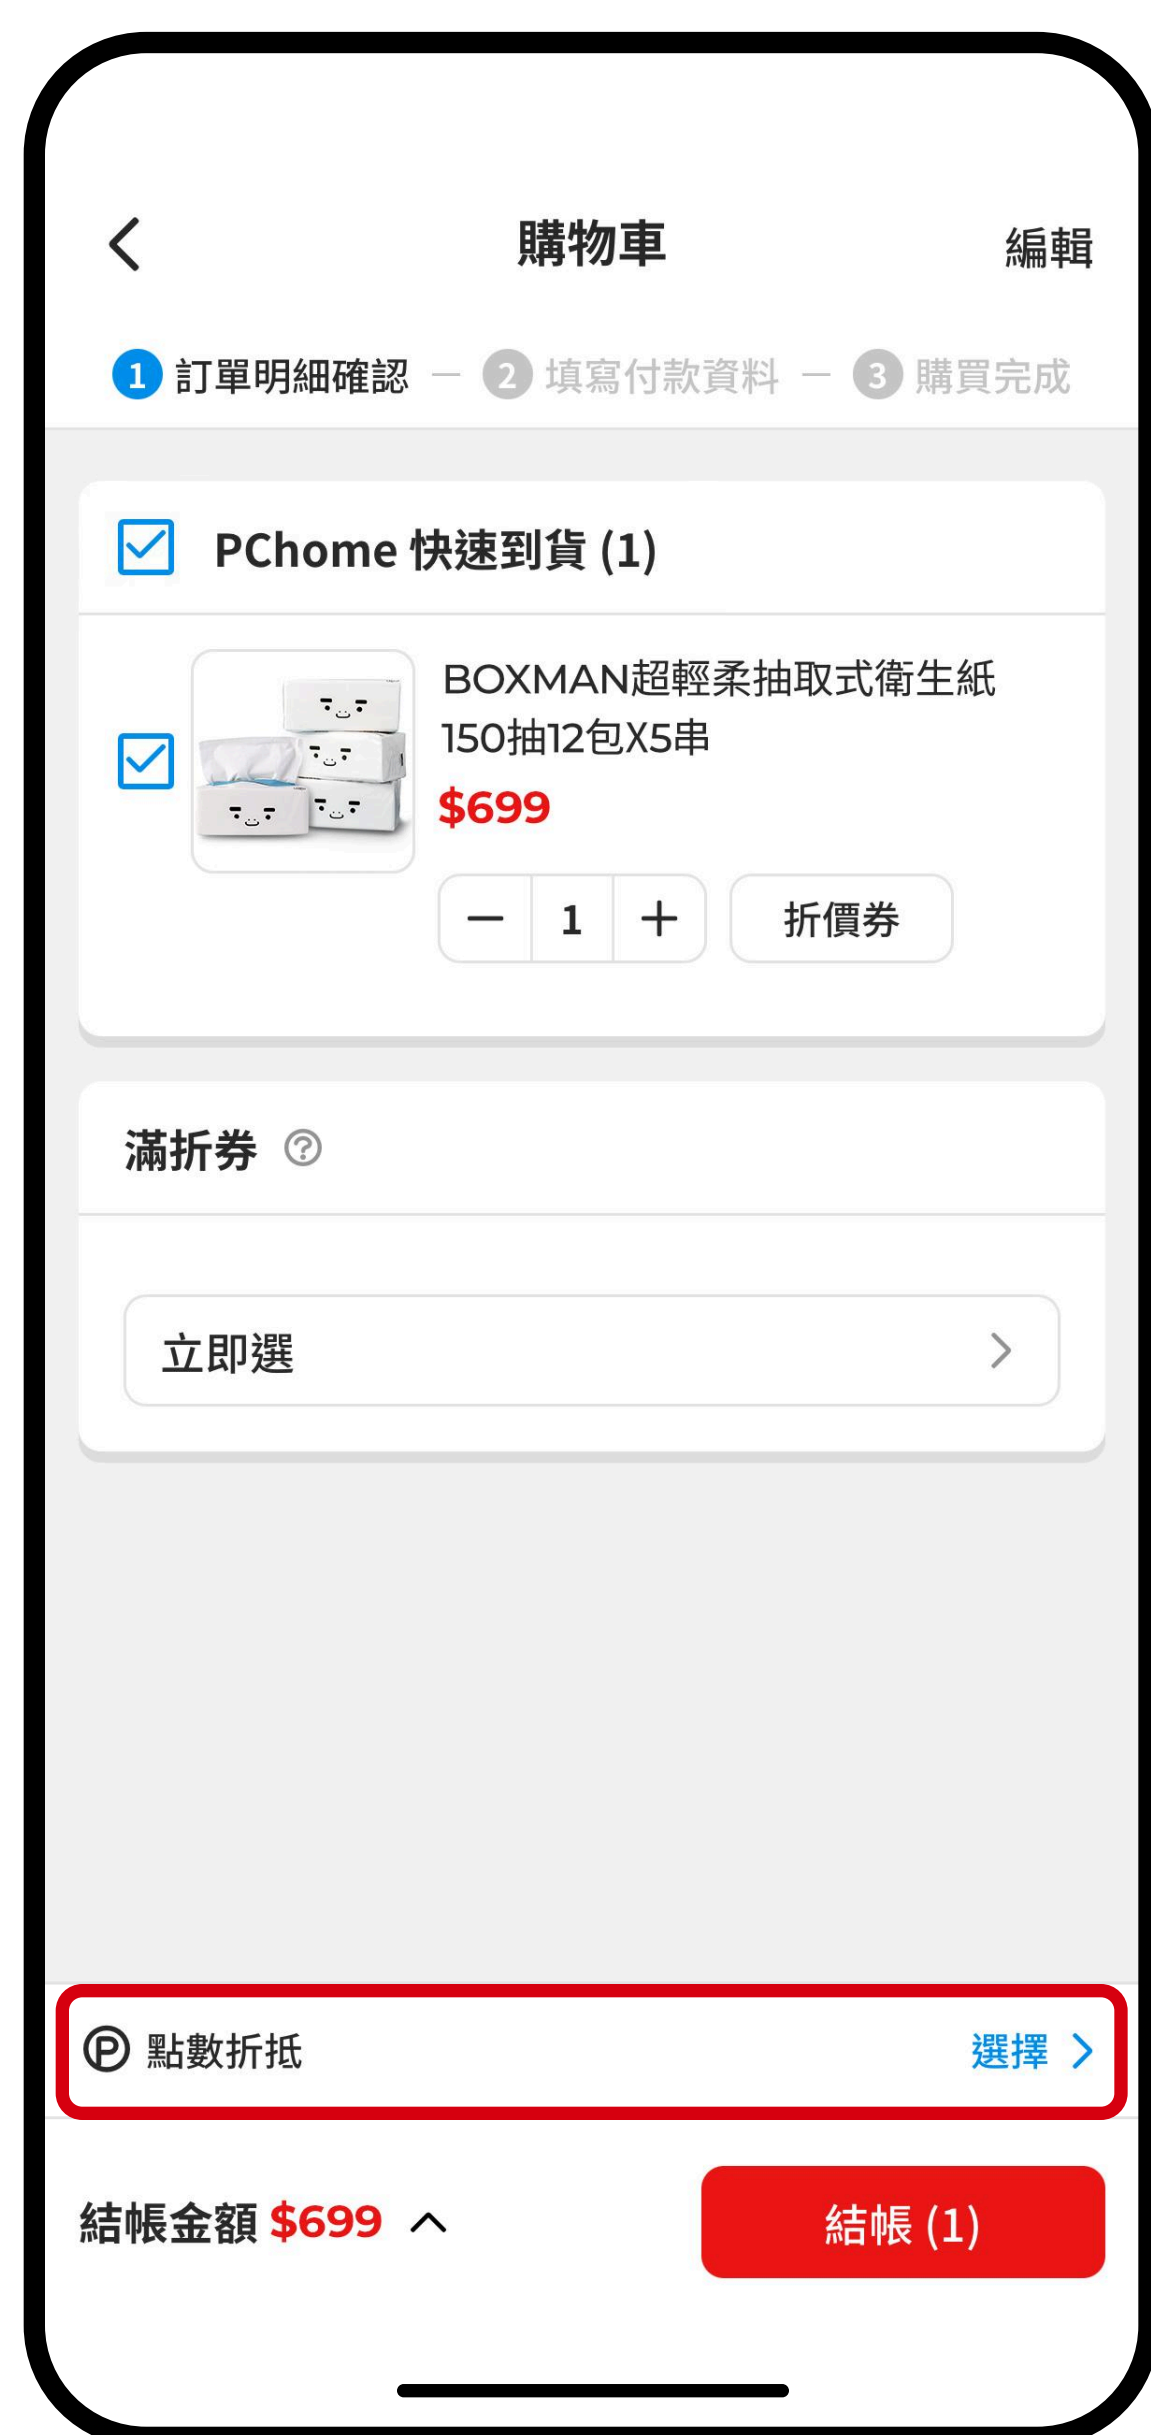 購物車
編輯
1 訂單明細確認 — 2 填寫付款資料 — 3 購買完成
PChome 快速到貨 (1)
BOXMAN超輕柔抽取式衛生紙
150抽12包X5串
$699
1
折價券
滿折券
立即選
點數折抵
選擇
結帳金額 $699
結帳 (1)